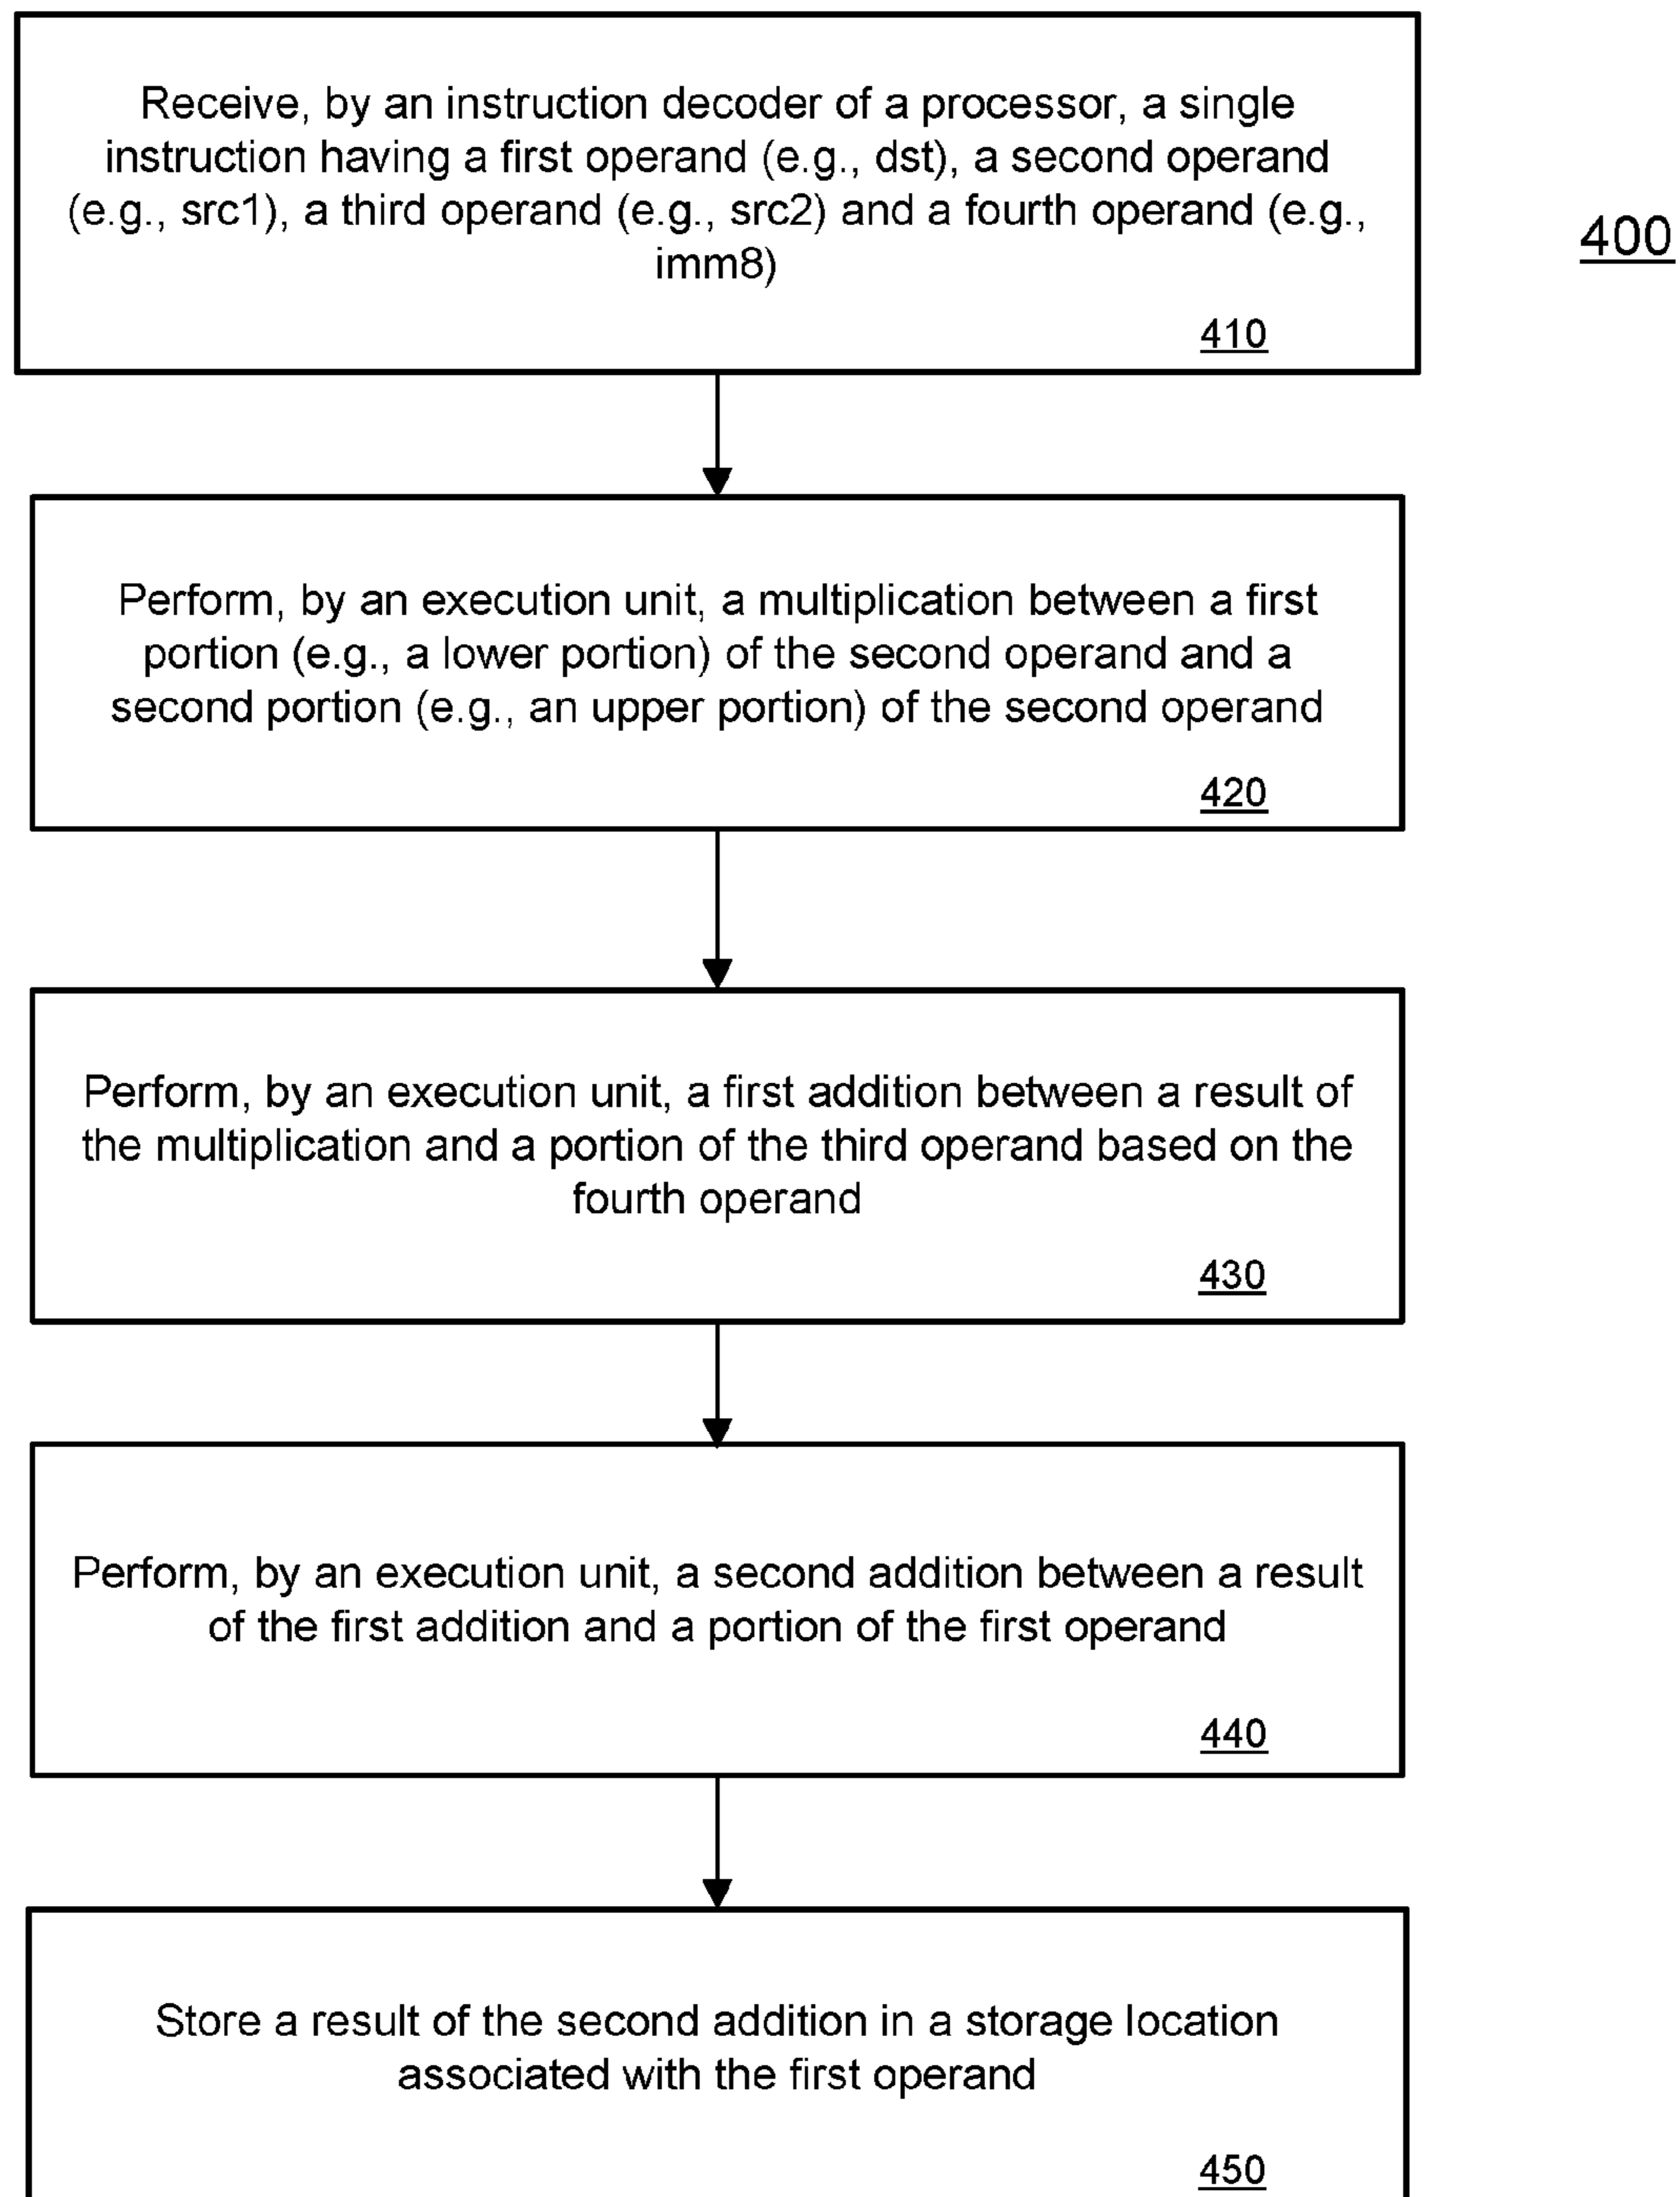 Receive, by an instruction decoder of a processor, a single
instruction having a first operand (e.g., dst), a second operand
(e.g., src1), a third operand (e.g., src2) and a fourth operand (e.g.,
imm8)
410
400
Perform, by an execution unit, a multiplication between a first
portion (e.g., a lower portion) of the second operand and a
second portion (e.g., an upper portion) of the second operand
420
Perform, by an execution unit, a first addition between a result of
the multiplication and a portion of the third operand based on the
fourth operand
430
Perform, by an execution unit, a second addition between a result
of the first addition and a portion of the first operand
440
Store a result of the second addition in a storage location
associated with the first operand
450